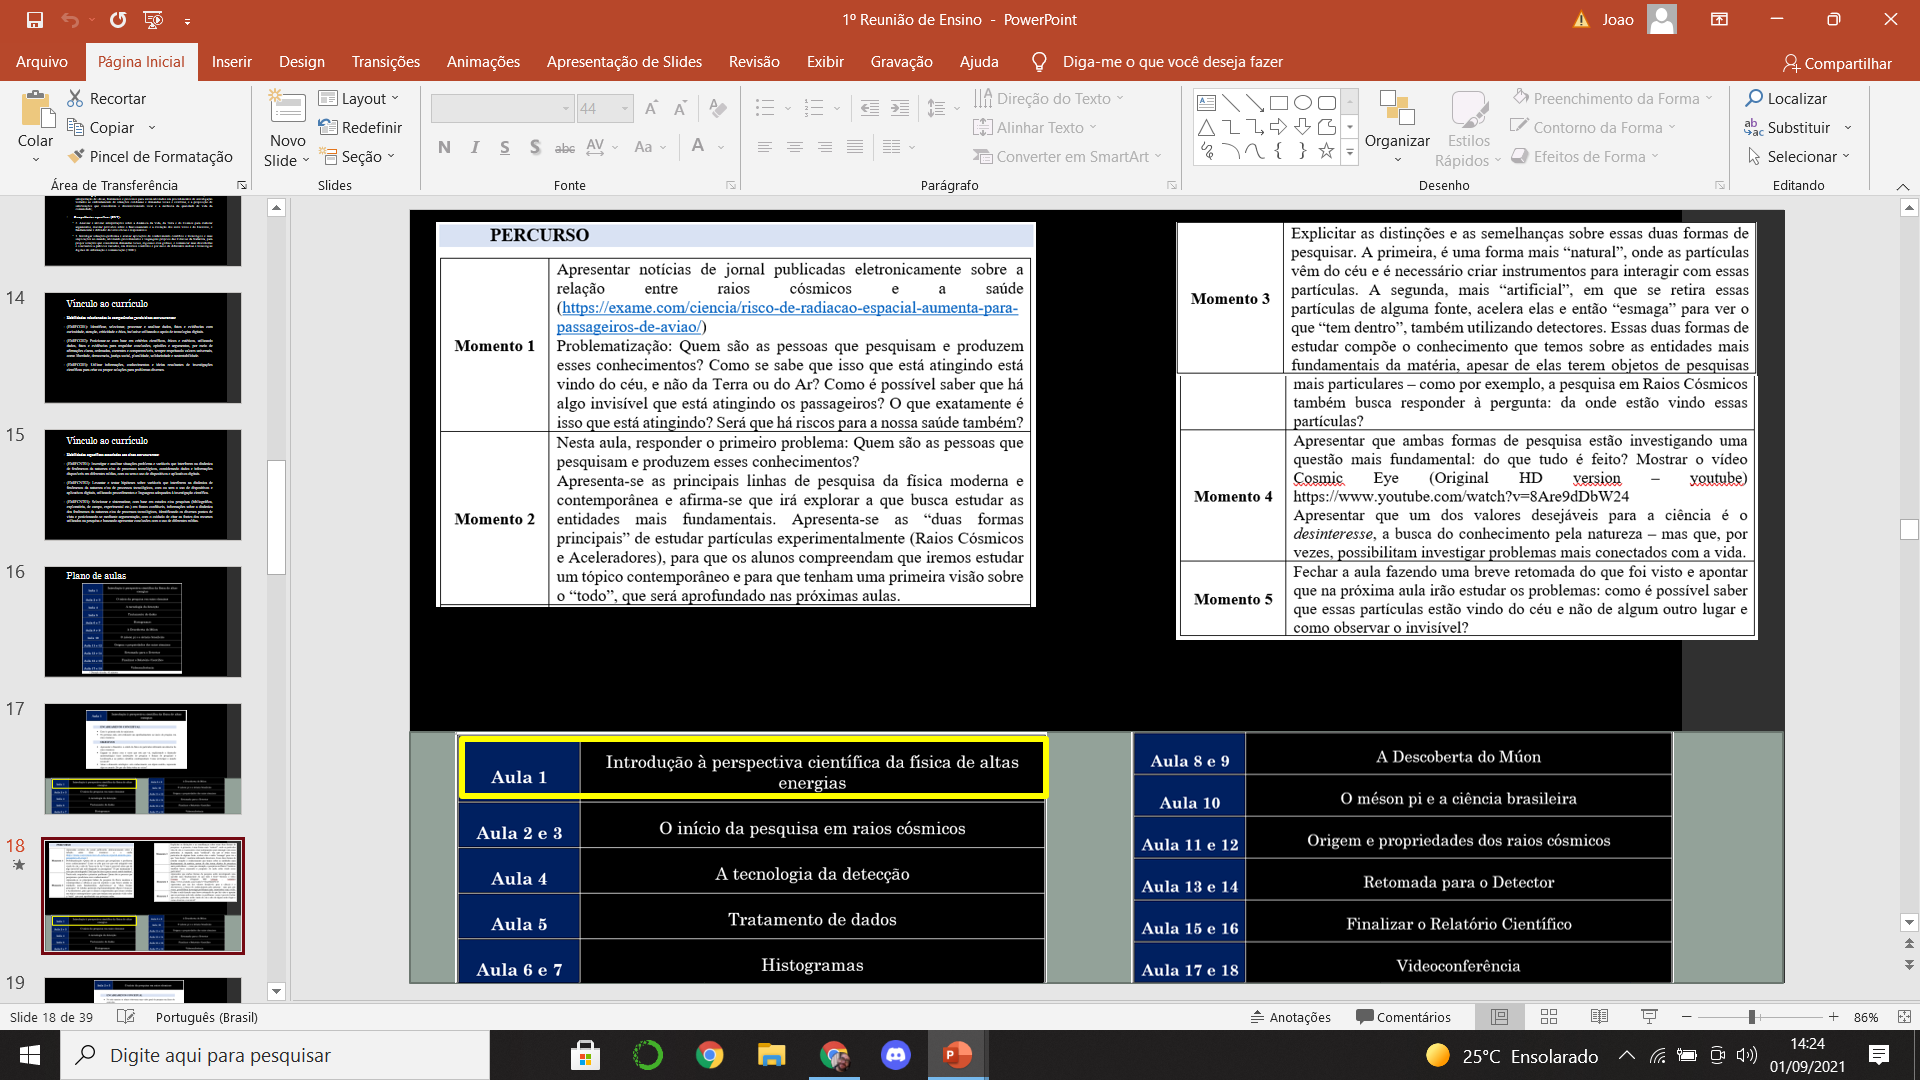 1º Reunião de Ensino - PowerPoint
Joao
Arquivo
Página Inicial
Inserir
Design
Transições
Animações
Apresentação de Slides
Revisão
Exibir
Gravação
Ajuda
Diga-me o que você deseja fazer
Compartilhar
Colar
Recortar
Copiar
Pincel de Formatação
Área de Transferência
Novo
Slide
Layout
Redefinir
Seção
Slides
44
N I S S abc AV Aa A
Fonte
Direção do Texto
Alinhar Texto
Converter em SmartArt
Parágrafo
Organizar
Estilos
Rápidos
Preenchimento da Forma
Contorno da Forma
Efeitos de Forma
Desenho
Localizar
Substituir
Selecionar
Editando
14
Vínculo ao currículo
15
Vínculo ao currículo
16
Plano de aulas
17
18
19
PERCURSO
Momento 1
Apresentar notícias de jornal publicadas eletronicamente sobre a
relação entre raios cósmicos e a saúde
(https://exame.com/ciencia/risco-de-radiacao-espacial-aumenta-para-
passageiros-de-aviao/)
Problematização: Quem são as pessoas que pesquisam e produzem
esses conhecimentos? Como se sabe que isso que está atingindo está
vindo do céu, e não da Terra ou do Ar? Como é possível saber que há
algo invisível que está atingindo os passageiros? O que exatamente é
isso que está atingindo? Será que há riscos para a nossa saúde também?
Momento 2
Nesta aula, responder o primeiro problema: Quem são as pessoas que
pesquisam e produzem esses conhecimentos?
Apresenta-se as principais linhas de pesquisa da física moderna e
contemporânea e afirma-se que irá explorar a que busca estudar as
entidades mais fundamentais. Apresenta-se as “duas formas
principais” de estudar partículas experimentalmente (Raios Cósmicos
e Aceleradores), para que os alunos compreendam que iremos estudar
um tópico contemporâneo e para que tenham uma primeira visão sobre
o “todo”, que será aprofundado nas próximas aulas.
Momento 3
Explicitar as distinções e as semelhanças sobre essas duas formas de
pesquisar. A primeira, é uma forma mais “natural”, onde as partículas
vêm do céu e é necessário criar instrumentos para interagir com essas
partículas. A segunda, mais “artificial”, em que se retira essas
partículas de alguma fonte, acelera elas e então “esmaga” para ver o
que “tem dentro”, também utilizando detectores. Essas duas formas de
estudar compõe o conhecimento que temos sobre as entidades mais
fundamentais da matéria, apesar de elas terem objetos de pesquisas
mais particulares – como por exemplo, a pesquisa em Raios Cósmicos
também busca responder à pergunta: da onde estão vindo essas
partículas?
Momento 4
Apresentar que ambas formas de pesquisa estão investigando uma
questão mais fundamental: do que tudo é feito? Mostrar o vídeo
Cosmic Eye (Original HD version – youtube)
https://www.youtube.com/watch?v=8Are9dDbW24
Apresentar que um dos valores desejáveis para a ciência é o
desinteresse, a busca do conhecimento pela natureza – mas que, por
vezes, possibilitam investigar problemas mais conectados com a vida.
Momento 5
Fechar a aula fazendo uma breve retomada do que foi visto e apontar
que na próxima aula irão estudar os problemas: como é possível saber
que essas partículas estão vindo do céu e não de algum outro lugar e
como observar o invisível?
Aula 1
Introdução à perspectiva científica da física de altas
energias
Aula 2 e 3
O início da pesquisa em raios cósmicos
Aula 4
A tecnologia da detecção
Aula 5
Tratamento de dados
Aula 6 e 7
Histogramas
Aula 8 e 9
A Descoberta do Múon
Aula 10
O méson pi e a ciência brasileira
Aula 11 e 12
Origem e propriedades dos raios cósmicos
Aula 13 e 14
Retomada para o Detector
Aula 15 e 16
Finalizar o Relatório Científico
Aula 17 e 18
Videoconferência
Slide 18 de 39
Português (Brasil)
Anotações
Comentários
86%
Digite aqui para pesquisar
25°C Ensolarado
14:24
01/09/2021